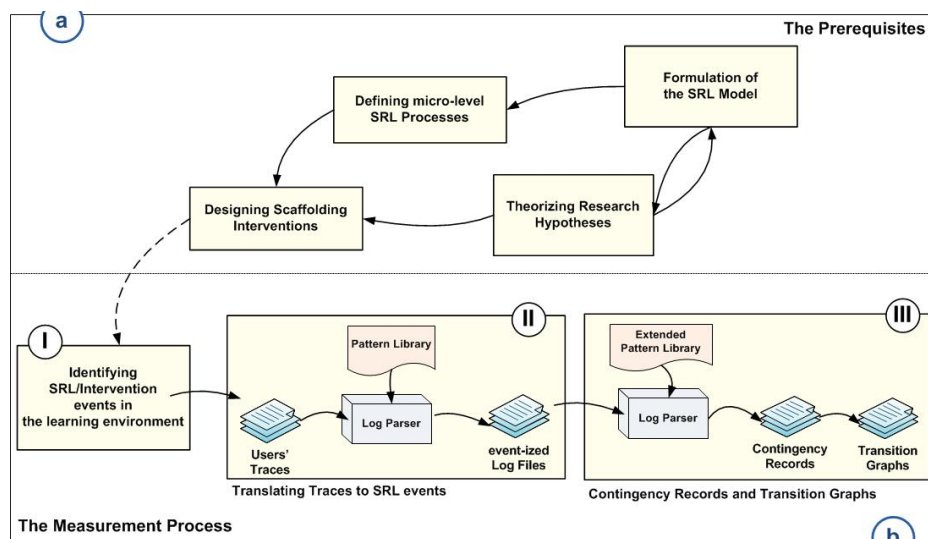 a
The Prerequisites
Formulation of
the SRL Model
Defining micro-level
SRL Processes
Theorizing Research
Hypotheses
Designing Scaffolding
Interventions
I
Identifying
SRL/Intervention
events in
the learning environment
II
Pattern Library
Log Parser
Users'
Traces
event-ized
Log Files
Translating Traces to SRL events
III
Extended
Pattern Library
Log Parser
Contingency
Records
Transition
Graphs
Contingency Records and Transition Graphs
The Measurement Process
b